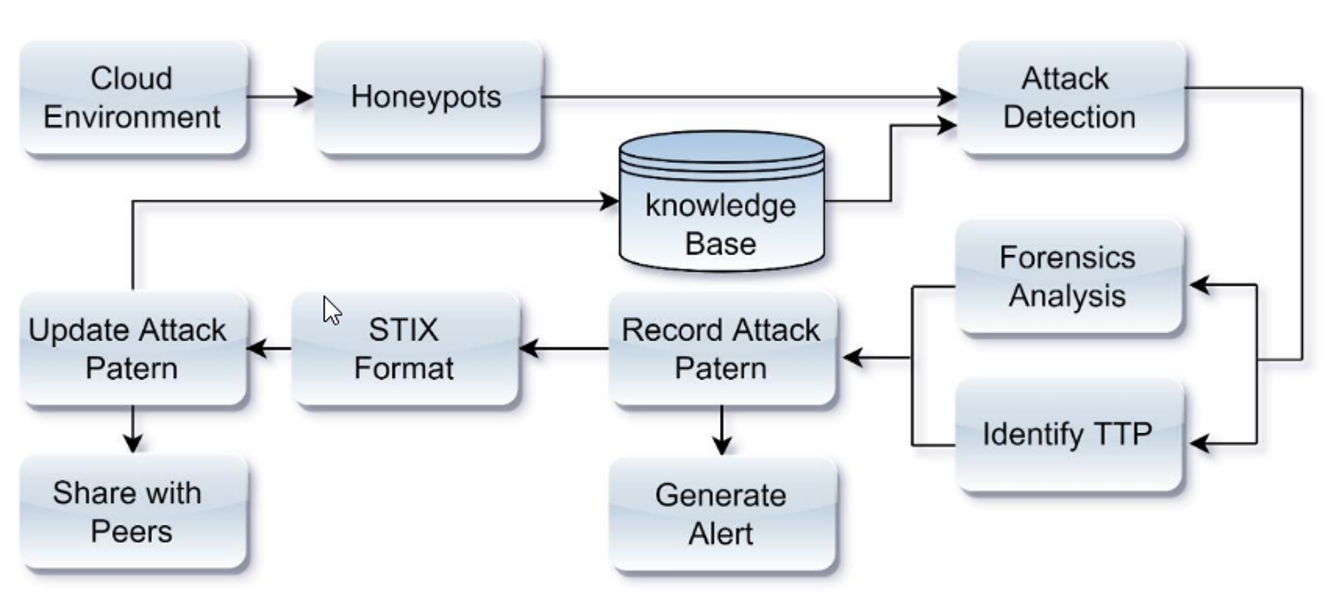 Cloud
Environment
Honeypots
Attack
Detection
knowledge
Base
Forensics
Analysis
Update Attack
Patern
STIX
Format
Record Attack
Patern
Identify TTP
Share with
Peers
Generate
Alert